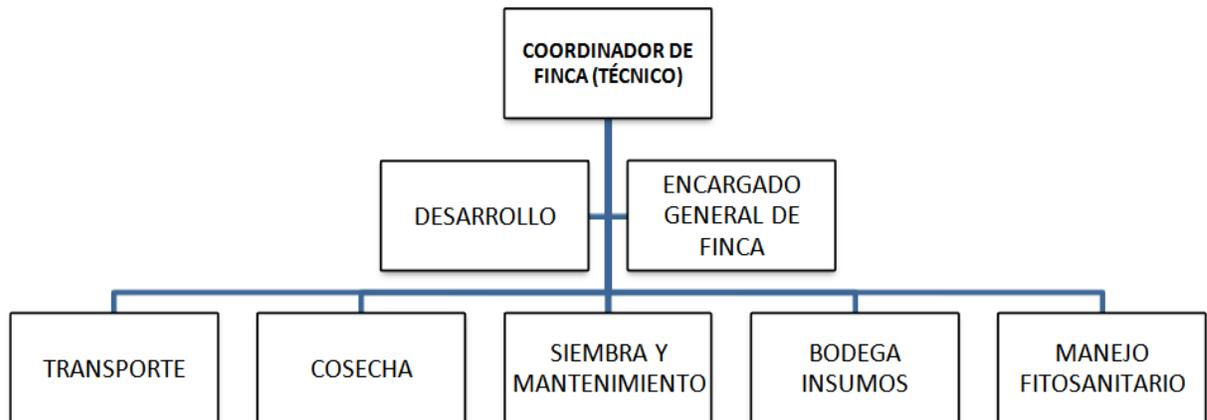 COORDINADOR DE
FINCA (TÉCNICO)
DESARROLLO
ENCARGADO
GENERAL DE
FINCA
TRANSPORTE
COSECHA
SIEMBRA Y
MANTENIMIENTO
BODEGA
INSUMOS
MANEJO
FITOSANITARIO